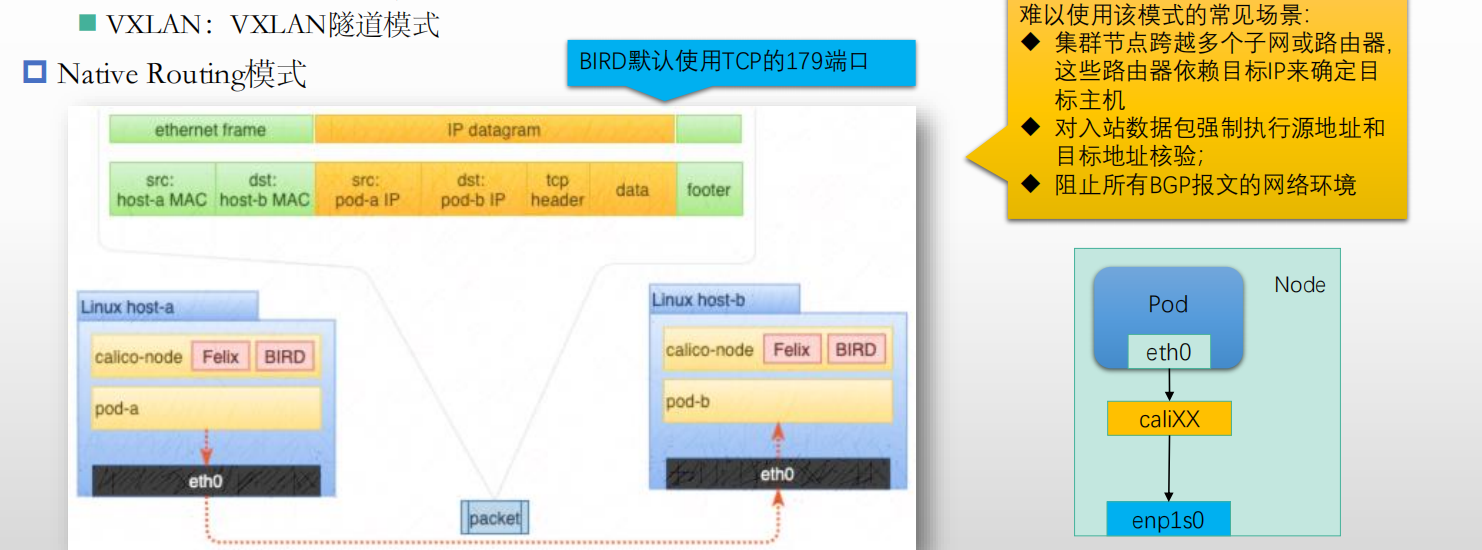 VXLAN：VXLAN隧道模式
Native Routing模式
BIRD默认使用TCP的179端口
难以使用该模式的常见场景：
集群节点跨越多个子网或路由器,
这些路由器依赖目标IP来确定目
标主机
对入站数据包强制执行源地址和
目标地址核验;
阻止所有BGP报文的网络环境
ethernet frame IP datagram
src: dst: src: dst: tcp data footer
host-a MAC host-b MAC pod-a IP pod-b IP header
Linux host-a
calico-node Felix BIRD
pod-a
eth0
Linux host-b
calico-node Felix BIRD
pod-b
eth0
packet
Node
Pod
eth0
caliXX
enp1s0